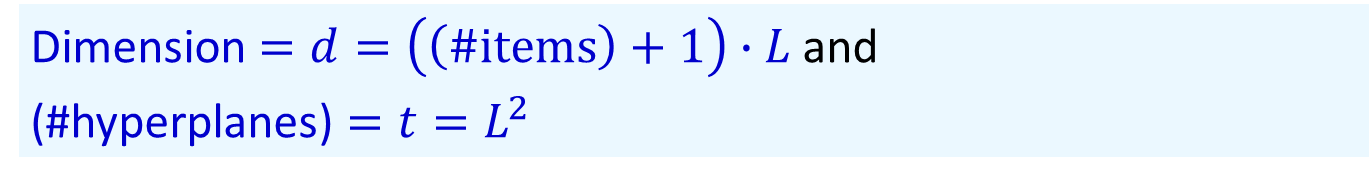 Dimension = d = ((#items) + 1) · L and
(#hyperplanes) = t = L²